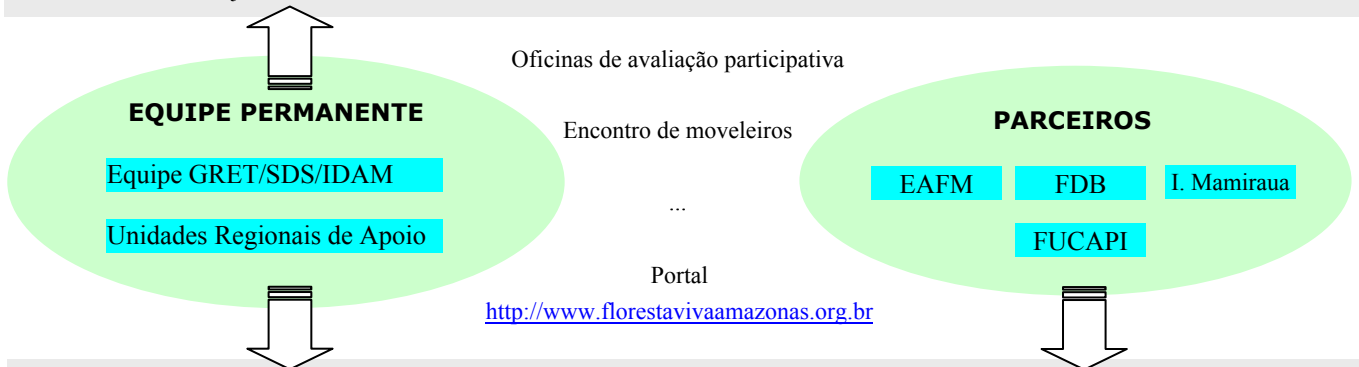 EQUIPE PERMANENTE
Equipe GRET/SDS/IDAM
Unidades Regionais de Apoio
Oficinas de avaliação participativa
Encontro de moveleiros
...
Portal
http://www.florestavivaamazonas.org.br
PARCEIROS
EAFM
FDB
I. Mamiraua
FUCAPI